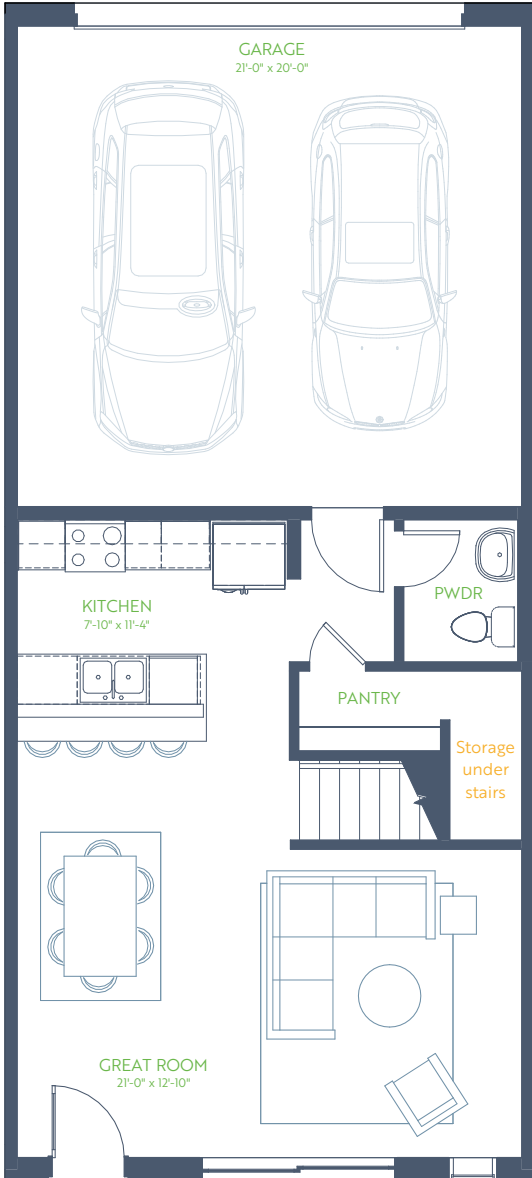 GARAGE
21'-0" x 20'-0"
KITCHEN
7'-10" x 11'-4"
PWDR
PANTRY
Storage
under
stairs
GREAT ROOM
21'-0" x 12'-10"